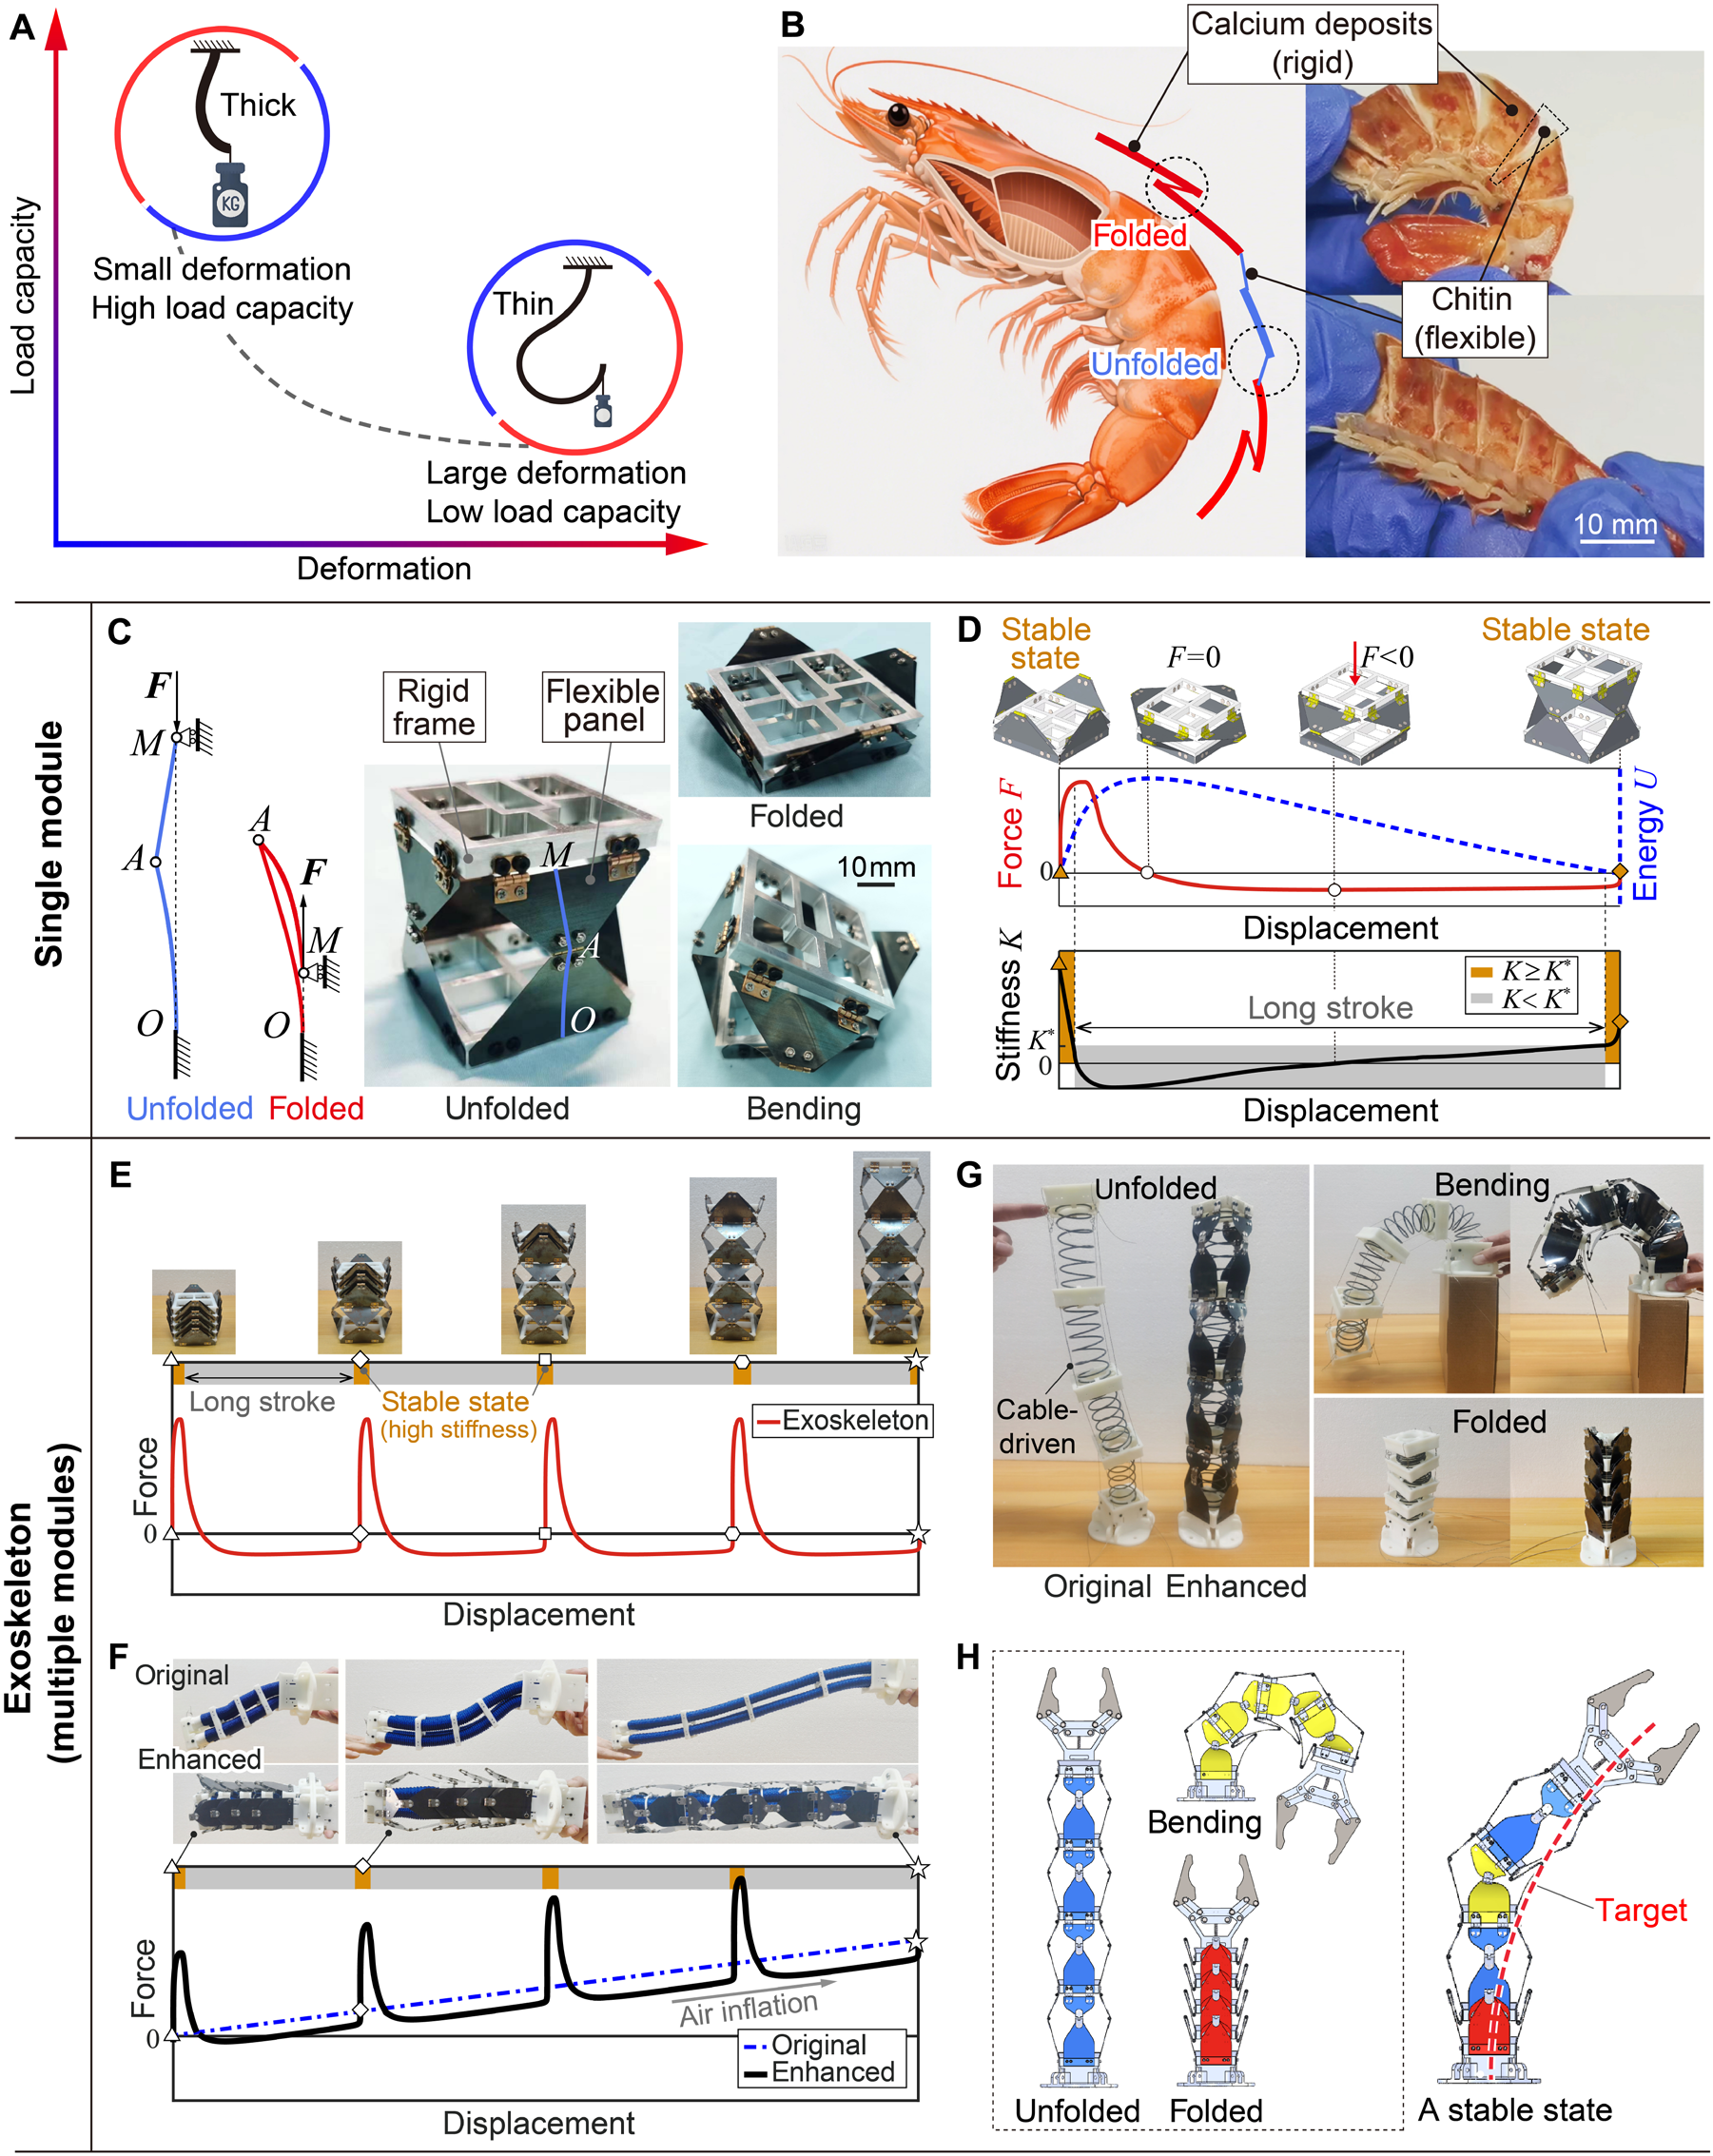 A
Load capacity
Thick
KG
Small deformation
High load capacity
Thin
Large deformation
Low load capacity
Deformation
B
Calcium deposits
(rigid)
Folded
Unfolded
Chitin
(flexible)
10 mm
Single module
C
F
M
A
O
Unfolded
A
F
M
O
Folded
Rigid
frame
Flexible
panel
M
A
O
Unfolded
Folded
10mm
Bending
D
Stable
state
F=0
F<0
Stable state
Force F
0
Energy U
Displacement
Stiffness K
K*
0
Long stroke
K≥K*
K<K*
Displacement
Exoskeleton
(multiple modules)
E
Long stroke
Stable state
(high stiffness)
Exoskeleton
Force
0
Displacement
F
Original
Enhanced
Force
0
Air inflation
Original
Enhanced
Displacement
G
Unfolded
Cable-
driven
Original Enhanced
Bending
Folded
H
Unfolded
Bending
Folded
Target
A stable state